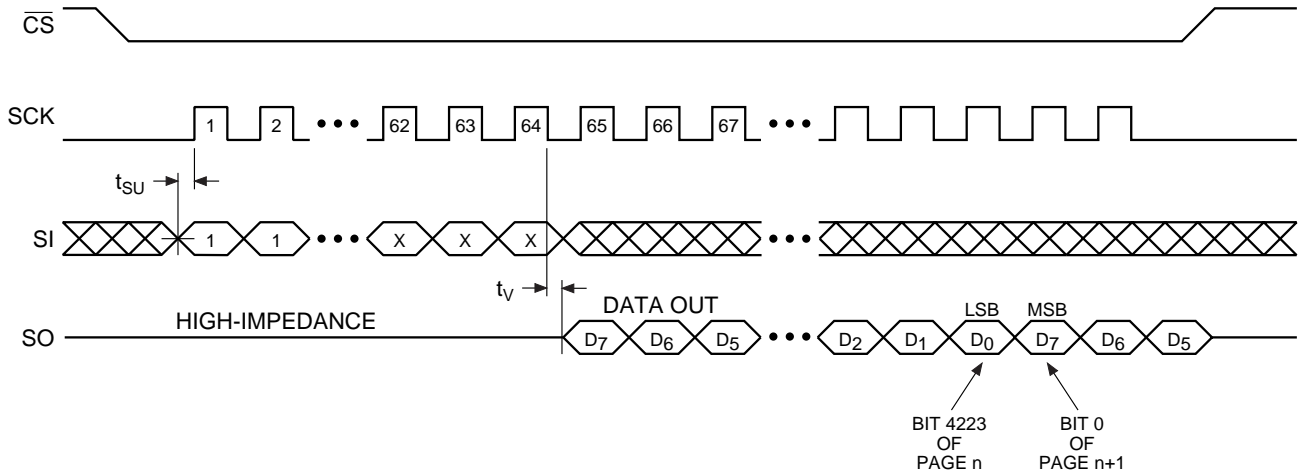 CS
SCK 1 2 ••• 62 63 64 65 66 67 •••
tSU
SI 1 1 ••• X X X •••
tV
HIGH-IMPEDANCE DATA OUT LSB MSB
SO D7 D6 D5 ••• D2 D1 D0 D7 D6 D5
BIT 4223
OF
PAGE n
BIT 0
OF
PAGE n+1